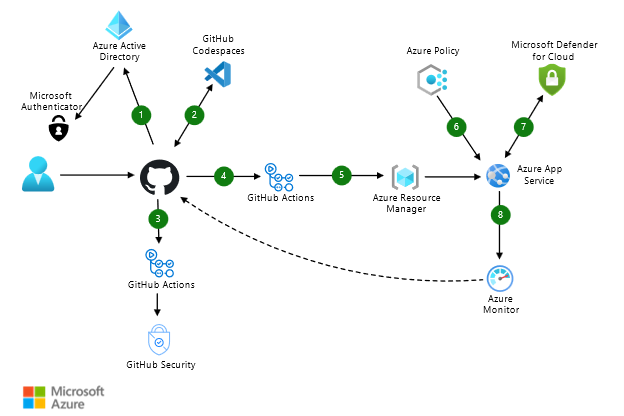 Azure Active
Directory
GitHub
Codespaces
Azure Policy
Microsoft Defender
for Cloud
Microsoft
Authenticator
1
2
6
7
4
GitHub Actions
5
Azure Resource
Manager
Azure App
Service
3
8
GitHub Actions
Azure
Monitor
GitHub Security
Microsoft
Azure